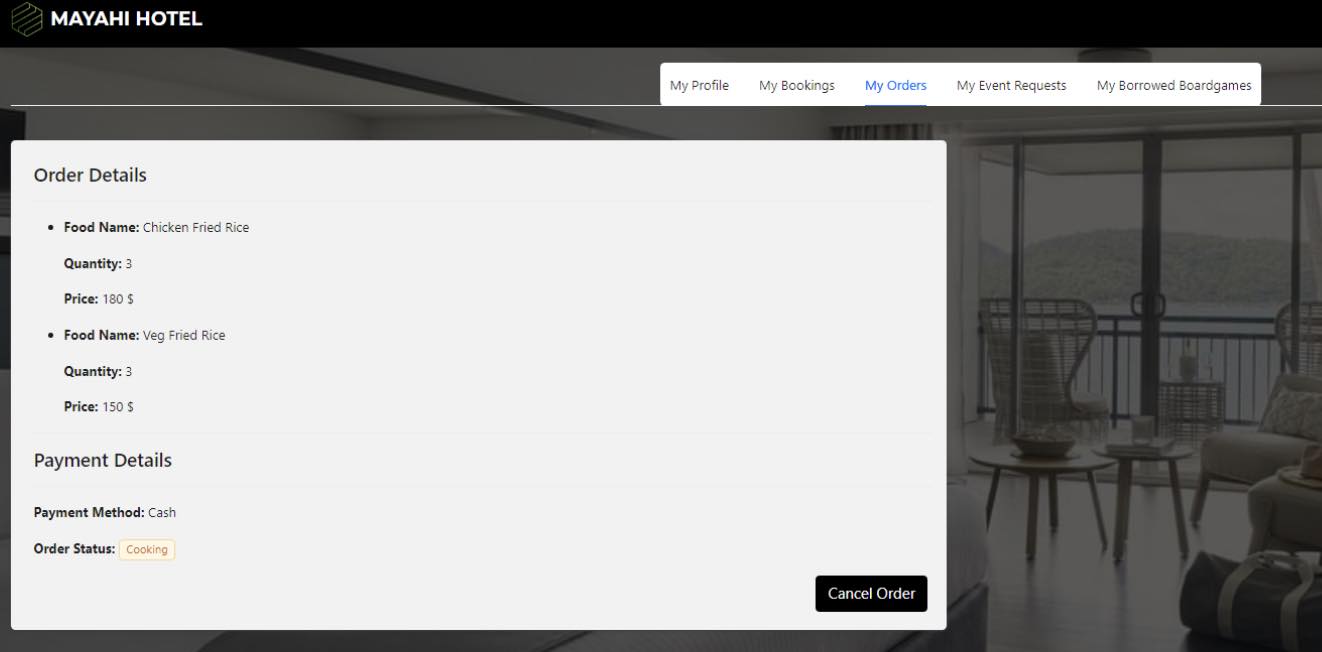 MAYAHI HOTEL
My Profile My Bookings My Orders My Event Requests My Borrowed Boardgames
Order Details
• Food Name: Chicken Fried Rice
Quantity: 3
Price: 180 $
• Food Name: Veg Fried Rice
Quantity: 3
Price: 150 $
Payment Details
Payment Method: Cash
Order Status: Cooking
Cancel Order